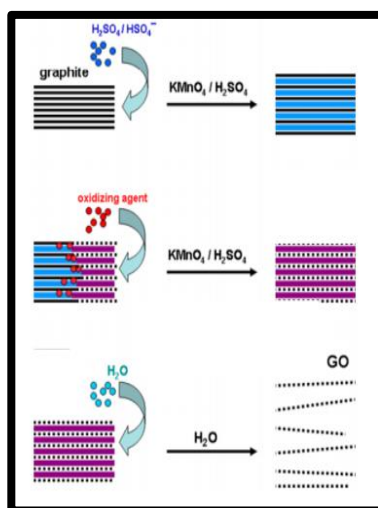 H₂SO₄ / HSO₄⁻
graphite
KMnO₄ / H₂SO₄
oxidizing agent
KMnO₄ / H₂SO₄
GO
H₂O
H₂O